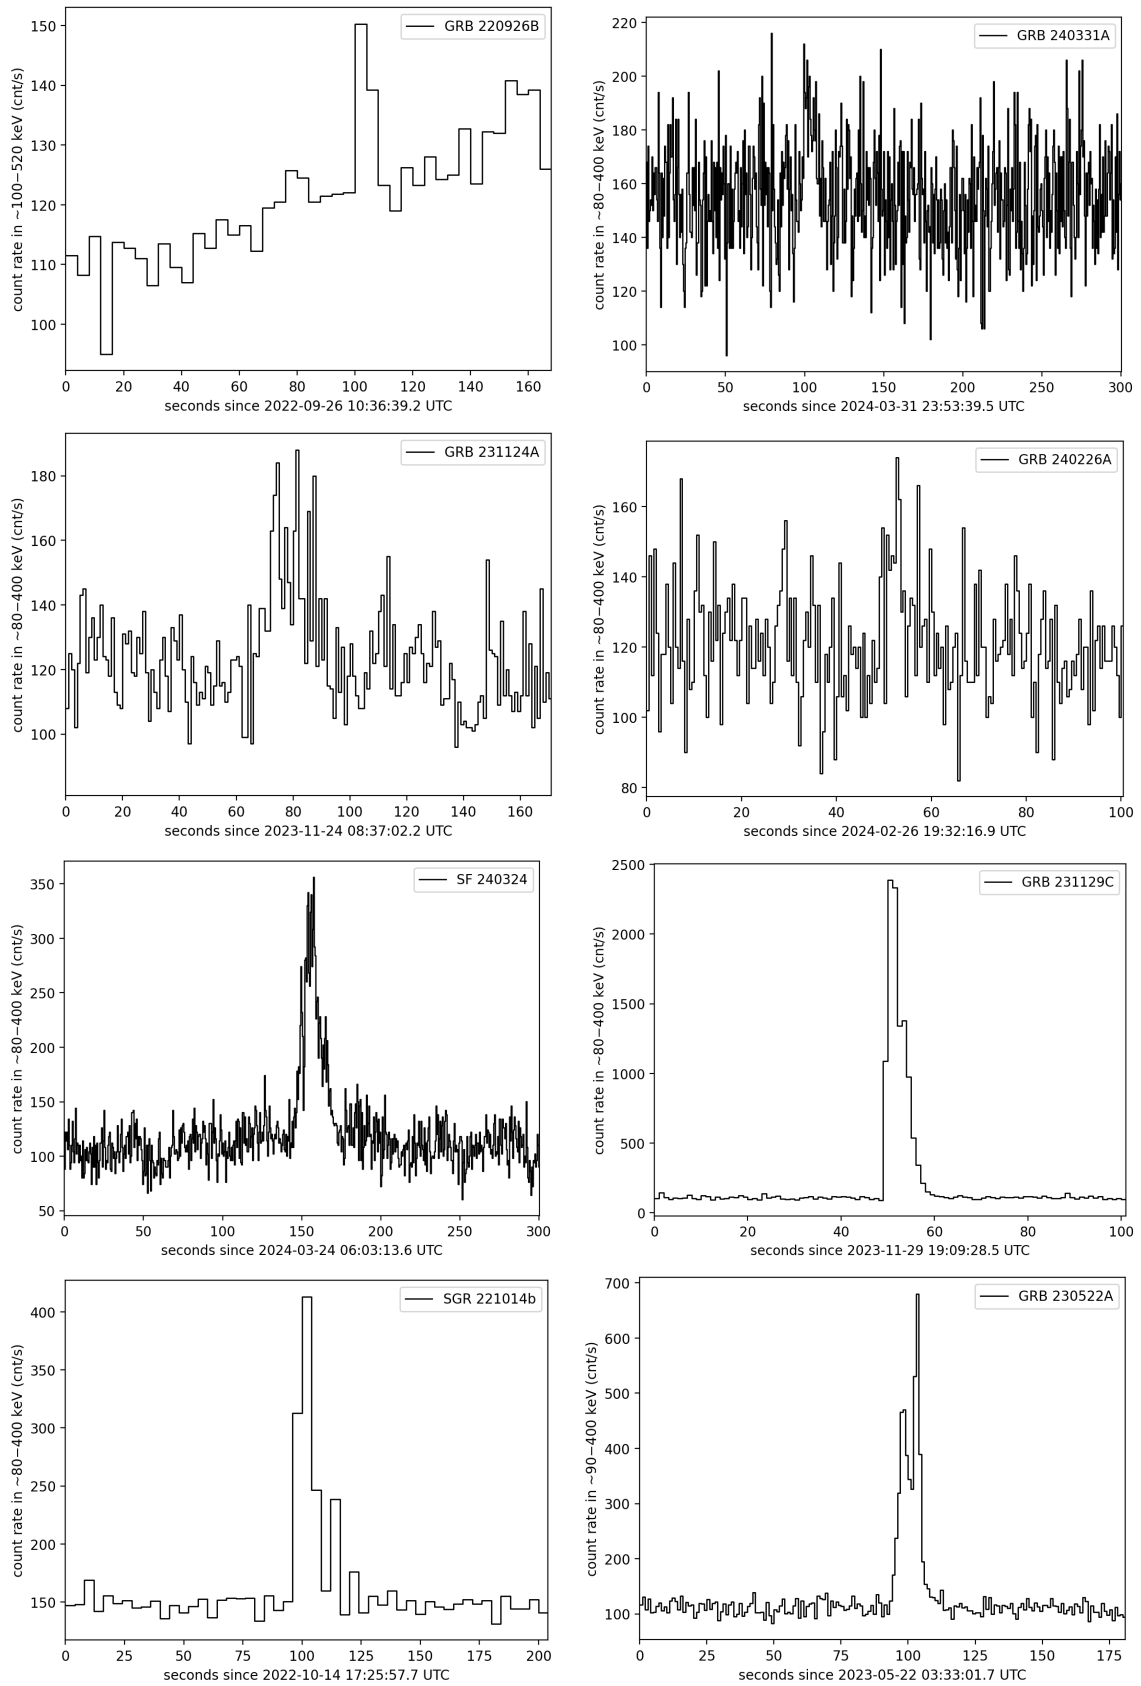 GRB 220926B
count rate in ~100−520 keV (cnt/s)
150
140
130
120
110
100
0 20 40 60 80 100 120 140 160
seconds since 2022-09-26 10:36:39.2 UTC
GRB 240331A
count rate in ~80−400 keV (cnt/s)
220
200
180
160
140
120
100
0 50 100 150 200 250 300
seconds since 2024-03-31 23:53:39.5 UTC
GRB 231124A
count rate in ~80−400 keV (cnt/s)
180
160
140
120
100
0 20 40 60 80 100 120 140 160
seconds since 2023-11-24 08:37:02.2 UTC
GRB 240226A
count rate in ~80−400 keV (cnt/s)
160
140
120
100
80
0 20 40 60 80 100
seconds since 2024-02-26 19:32:16.9 UTC
SF 240324
count rate in ~80−400 keV (cnt/s)
350
300
250
200
150
100
50
0 50 100 150 200 250 300
seconds since 2024-03-24 06:03:13.6 UTC
GRB 231129C
count rate in ~80−400 keV (cnt/s)
2500
2000
1500
1000
500
0
0 20 40 60 80 100
seconds since 2023-11-29 19:09:28.5 UTC
SGR 221014b
count rate in ~80−400 keV (cnt/s)
400
350
300
250
200
150
0 25 50 75 100 125 150 175 200
seconds since 2022-10-14 17:25:57.7 UTC
GRB 230522A
count rate in ~90−400 keV (cnt/s)
700
600
500
400
300
200
100
0 25 50 75 100 125 150 175
seconds since 2023-05-22 03:33:01.7 UTC